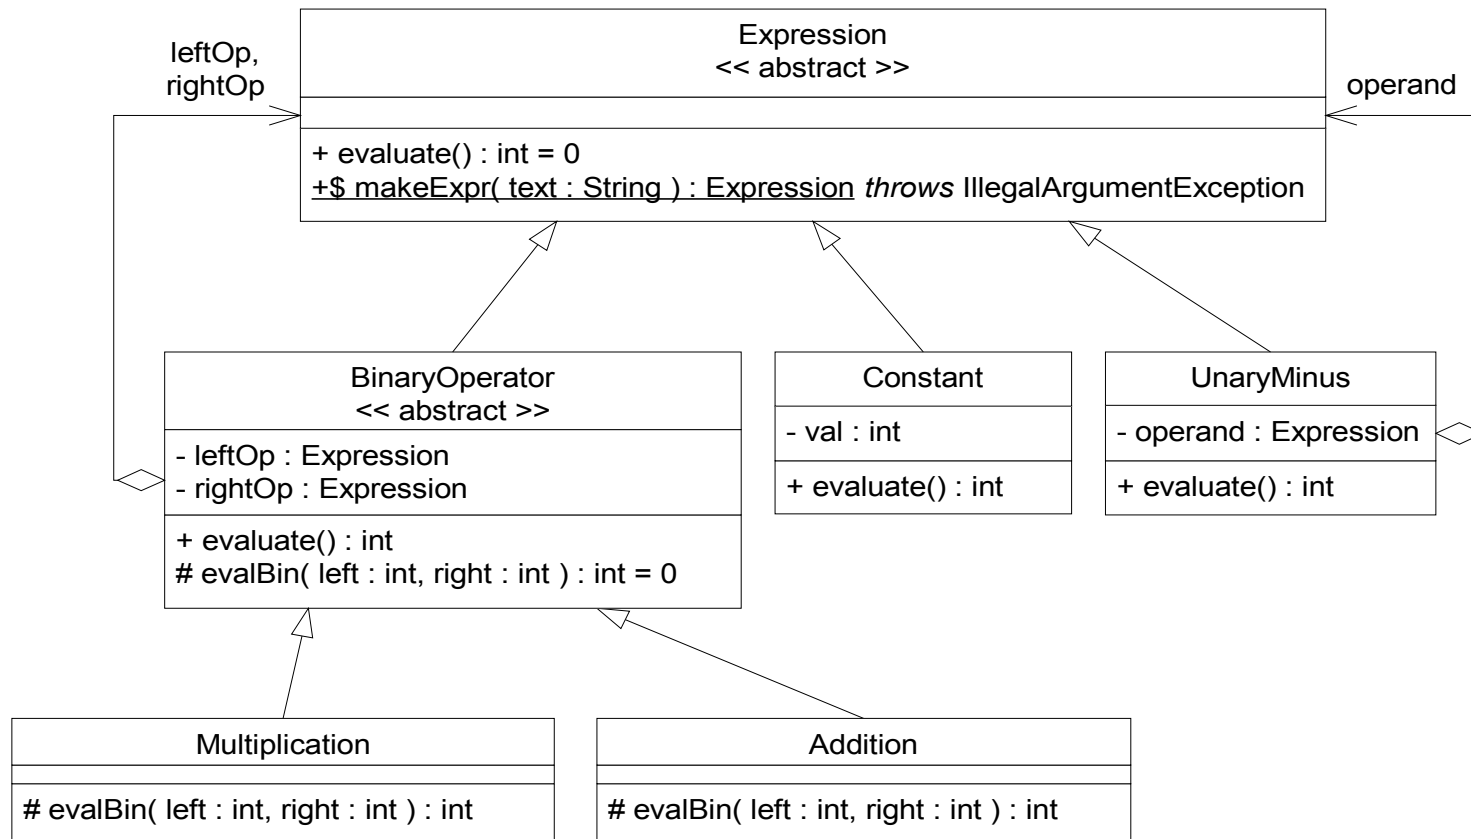 leftOp,
rightOp
Expression
<< abstract >>
operand
+ evaluate() : int = 0
+$ makeExpr( text : String ) : Expression throws IllegalArgumentException
BinaryOperator
<< abstract >>
- leftOp : Expression
- rightOp : Expression
+ evaluate() : int
# evalBin( left : int, right : int ) : int = 0
Constant
- val : int
+ evaluate() : int
UnaryMinus
- operand : Expression
+ evaluate() : int
Multiplication
# evalBin( left : int, right : int ) : int
Addition
# evalBin( left : int, right : int ) : int